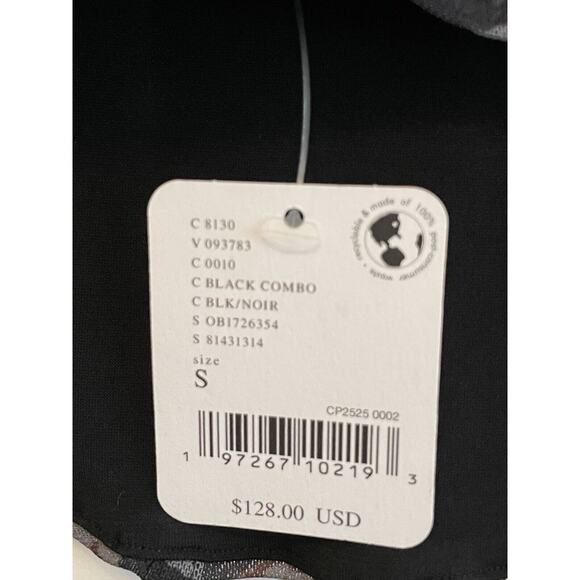 C 8130
V 093783
C 0010
C BLACK COMBO
C BLK/NOIR
S OB1726354
S 81431314
size
S
recyclable & made of 100% post-consumer waste •
CP2525 0002
1 97267 10219 3
$128.00 USD